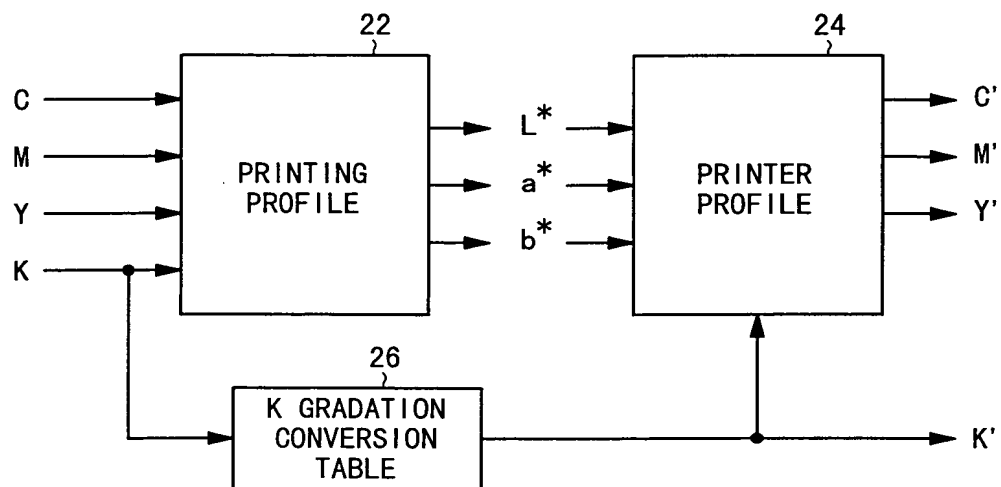 22
24
C
M
Y
K
PRINTING
PROFILE
L*
a*
b*
PRINTER
PROFILE
C'
M'
Y'
26
K GRADATION
CONVERSION
TABLE
K'